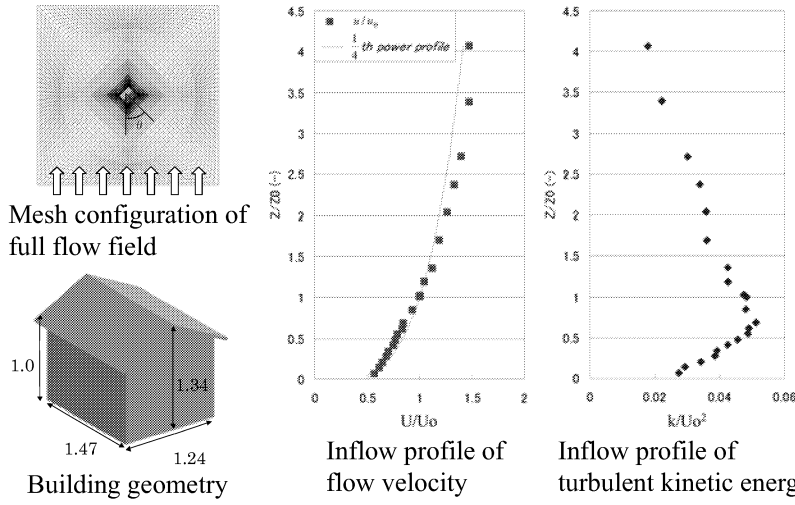 θ
Mesh configuration of
full flow field
1.0
1.34
1.47
1.24
Building geometry
u/u₀
1/4 th power profile
4.5
4
3.5
3
2.5
2
1.5
1
0.5
0
Z/Z0 (-)
0
0.5
1
1.5
2
U/Uo
Inflow profile of
flow velocity
4.5
4
3.5
3
2.5
2
1.5
1
0.5
0
Z/Z0 (-)
0
0.02
0.04
0.06
k/Uo²
Inflow profile of
turbulent kinetic energ